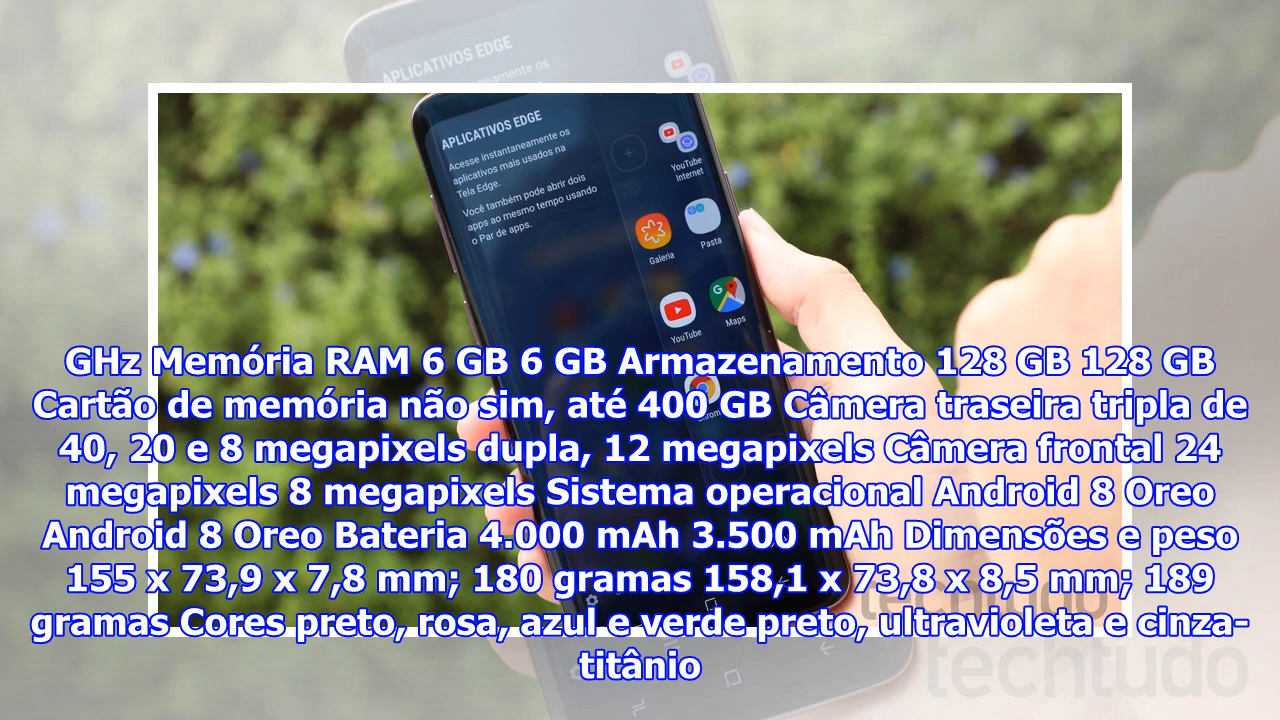 APLICATIVOS EDGE
APLICATIVOS EDGE
Acesse instantaneamente os
aplicativos mais usados na
Tela Edge.
Você também pode abrir dois
apps ao mesmo tempo usando
o Par de apps.
YouTube
Internet
Galeria
Pasta
YouTube
Maps
GHz Memória RAM 6 GB 6 GB Armazenamento 128 GB 128 GB
Cartão de memória não sim, até 400 GB Câmera traseira tripla de
40, 20 e 8 megapixels dupla, 12 megapixels Câmera frontal 24
megapixels 8 megapixels Sistema operacional Android 8 Oreo
Android 8 Oreo Bateria 4.000 mAh 3.500 mAh Dimensões e peso
155 x 73,9 x 7,8 mm; 180 gramas 158,1 x 73,8 x 8,5 mm; 189
gramas Cores preto, rosa, azul e verde preto, ultravioleta e cinza-
titânio
techtudo
techtudo